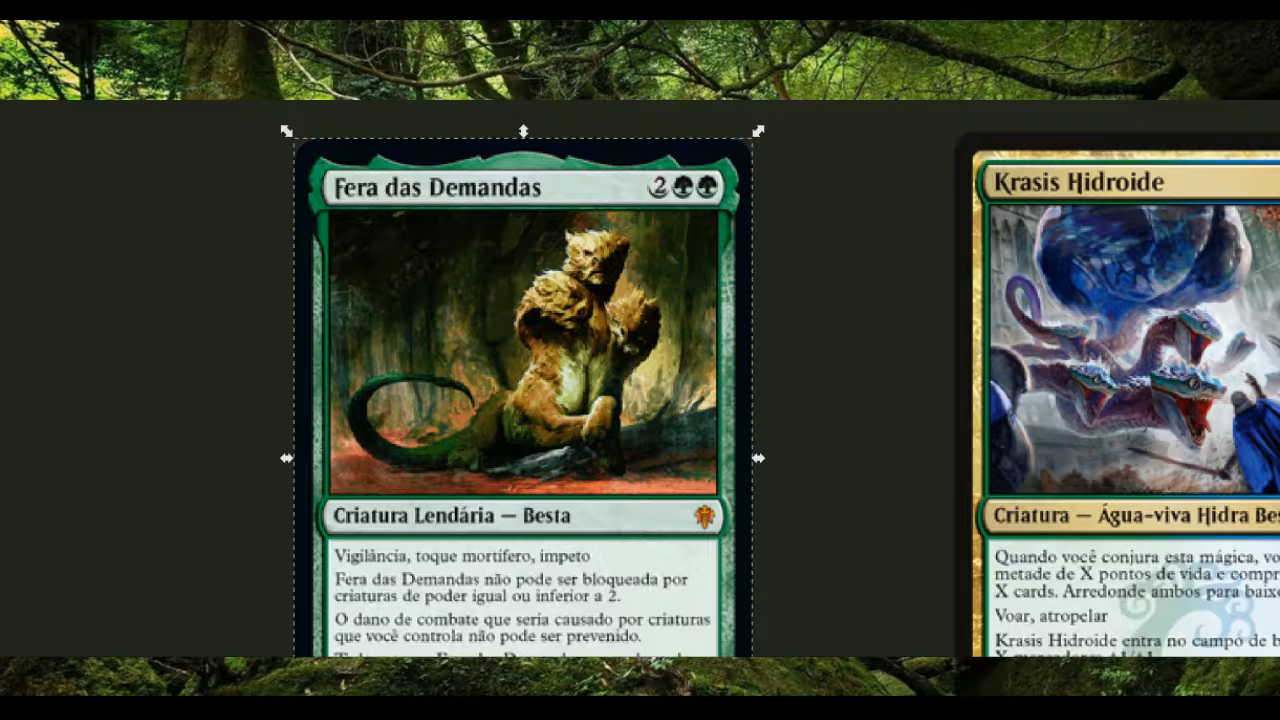 Fera das Demandas
2
Criatura Lendária — Besta
Vigilância, toque mortífero, ímpeto
Fera das Demandas não pode ser bloqueada por
criaturas de poder igual ou inferior a 2.
O dano de combate que seria causado por criaturas
que você controla não pode ser prevenido.
Krasis Hidroide
Criatura — Água-viva Hidra Bes
Quando você conjura esta mágica, vo
metade de X pontos de vida e compr
X cards. Arredonde ambos para baixo
Voar, atropelar
Krasis Hidroide entra no campo de b